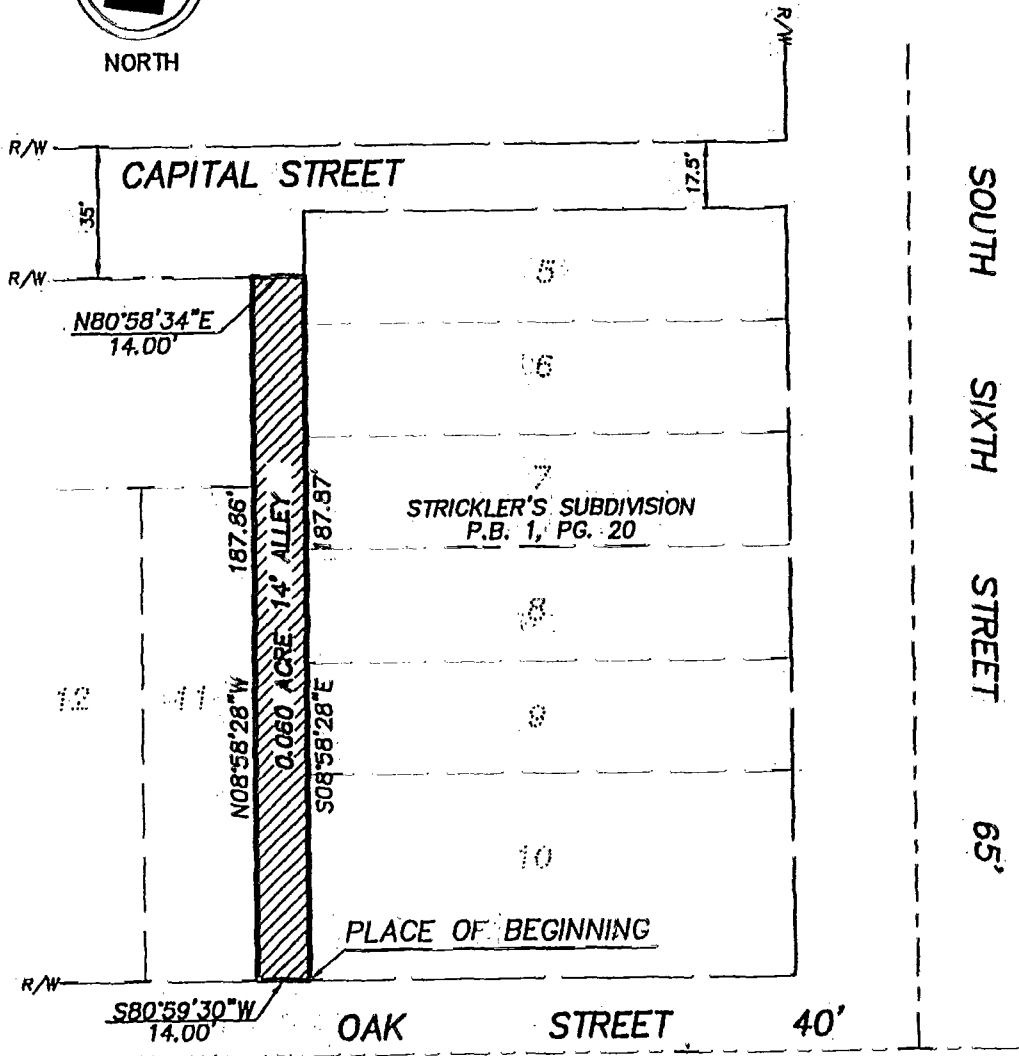 NORTH
R/W
R/W
CAPITAL STREET
17.5'
35'
R/W
5
N80°58'34"E
14.00'
6
7
STRICKLER'S SUBDIVISION
P.B. 1, PG. 20
187.86'
187.87'
0.060 ACRE 14' ALLEY
N08°58'28"W
S08°58'28"E
8
12
11
9
10
PLACE OF BEGINNING
R/W
S80°59'30"W
14.00'
OAK STREET 40'
SOUTH SIXTH STREET 65'